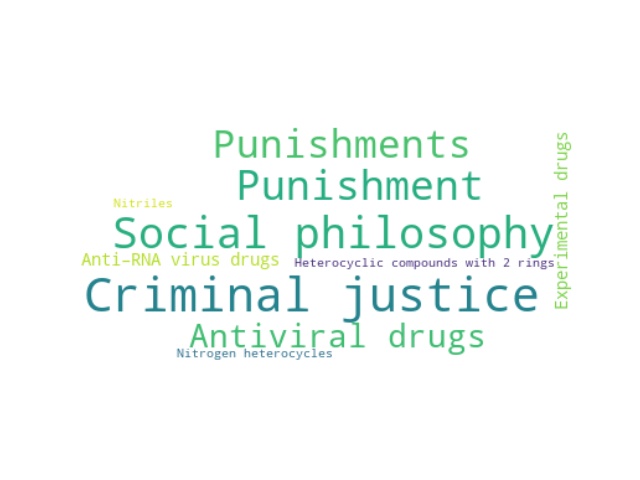 Punishments
Punishment
Nitriles
Social philosophy
Anti-RNA virus drugs
Heterocyclic compounds with 2 rings
Criminal justice
Antiviral drugs
Nitrogen heterocycles
Experimental drugs